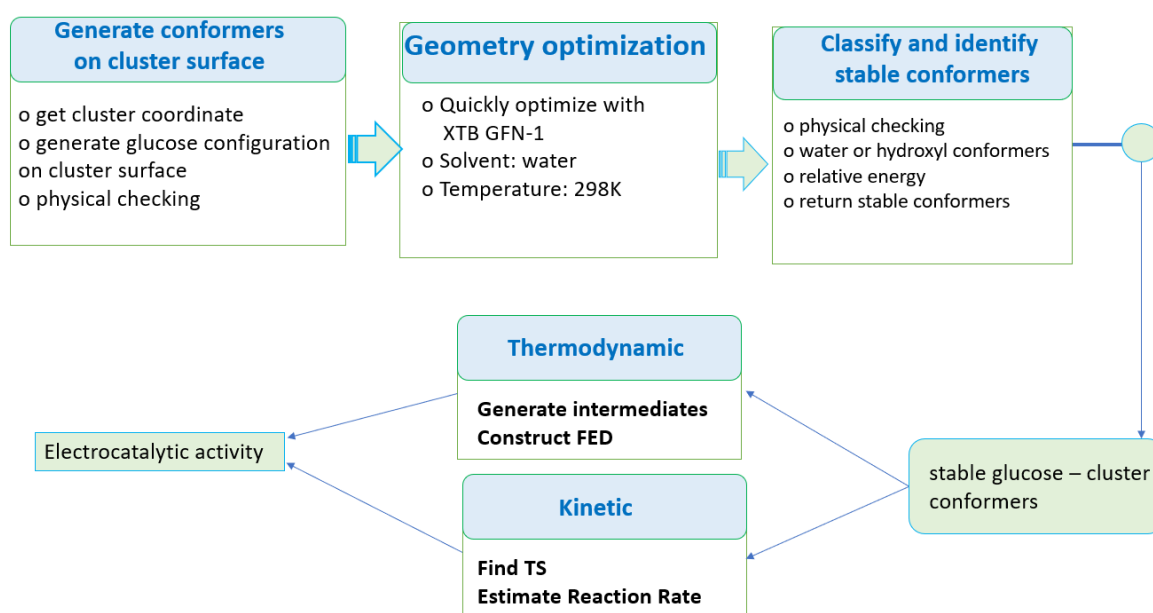 Generate conformers
on cluster surface
o get cluster coordinate
o generate glucose configuration
on cluster surface
o physical checking
Geometry optimization
o Quickly optimize with
XTB GFN-1
o Solvent: water
o Temperature: 298K
Classify and identify
stable conformers
o physical checking
o water or hydroxyl conformers
o relative energy
o return stable conformers
Thermodynamic
Generate intermediates
Construct FED
Electrocatalytic activity
stable glucose – cluster
conformers
Kinetic
Find TS
Estimate Reaction Rate